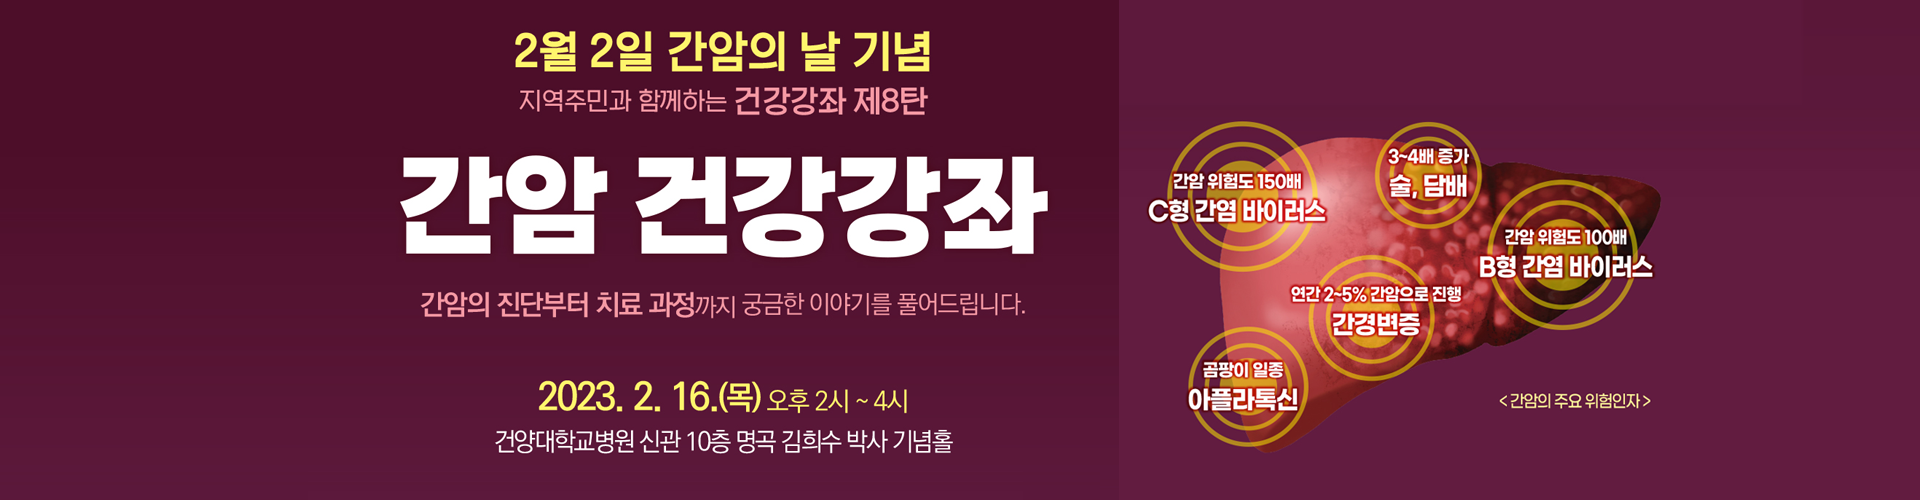 2월 2일 간암의 날 기념
지역주민과 함께하는 건강강좌 제8탄
간암 건강강좌
간암의 진단부터 치료 과정까지 궁금한 이야기를 풀어드립니다.
2023. 2. 16.(목) 오후 2시 ~ 4시
건양대학교병원 신관 10층 명곡 김희수 박사 기념홀
간암 위험도 150배
C형 간염 바이러스
3~4배 증가
술, 담배
간암 위험도 100배
B형 간염 바이러스
연간 2~5% 간암으로 진행
간경변증
곰팡이 일종
아플라톡신
< 간암의 주요 위험인자 >